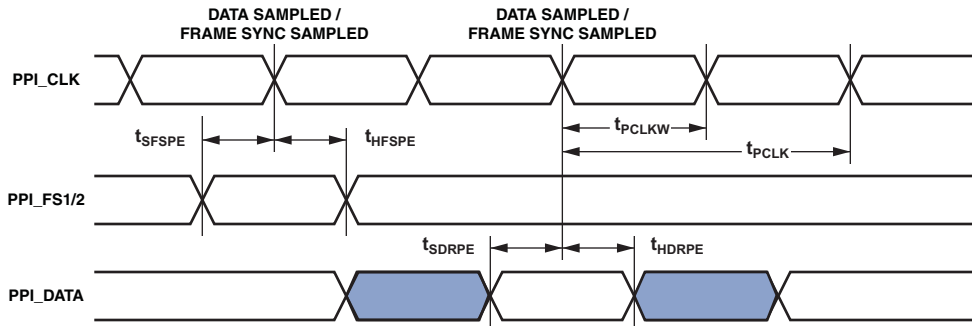 DATA SAMPLED /
FRAME SYNC SAMPLED
DATA SAMPLED /
FRAME SYNC SAMPLED
PPI_CLK
tPCLKW
tSFSPE
tHFSPE
tPCLK
PPI_FS1/2
tSDRPE
tHDRPE
PPI_DATA